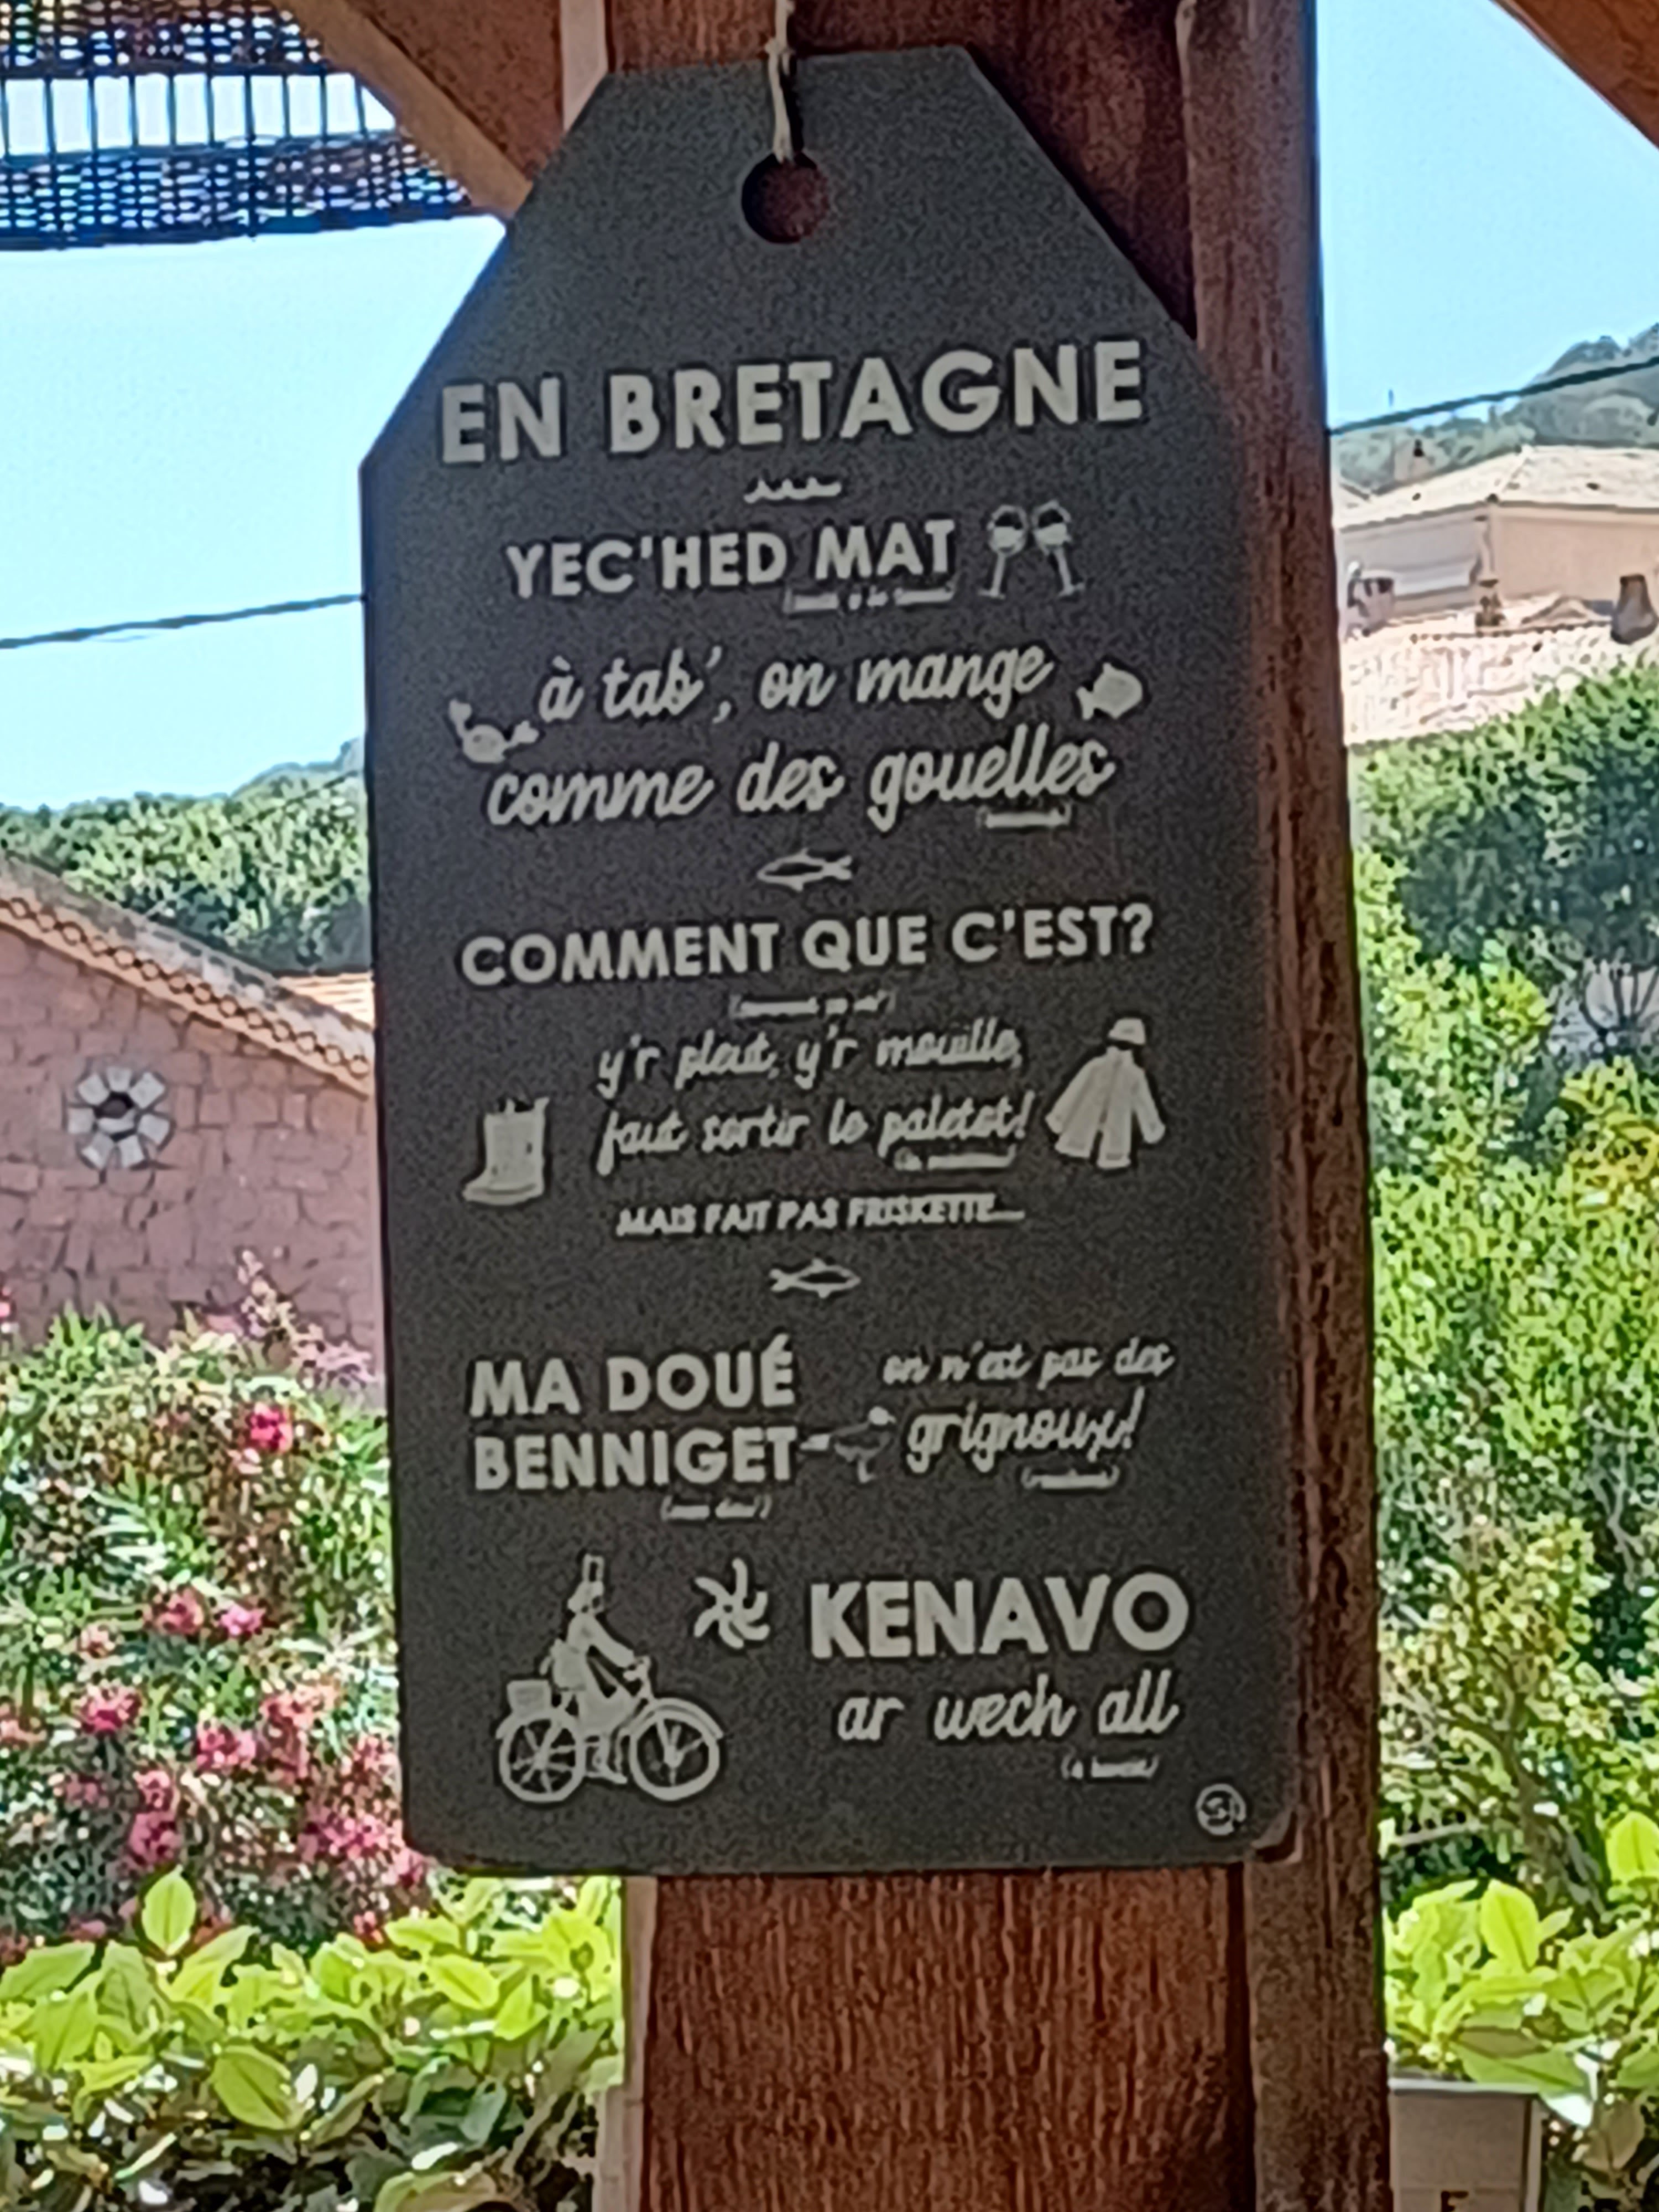 EN BRETAGNE
YEC'HED MAT
à tab', on mange
comme des gouelles
COMMENT QUE C'EST?
y'r pleut, y'r mouille,
faut sortir le paletot!
MAIS FAIT PAS FRISKETTE...
MA DOUÉ
BENNIGET
on n'est pas des
grignoux!
KENAVO
ar wech all